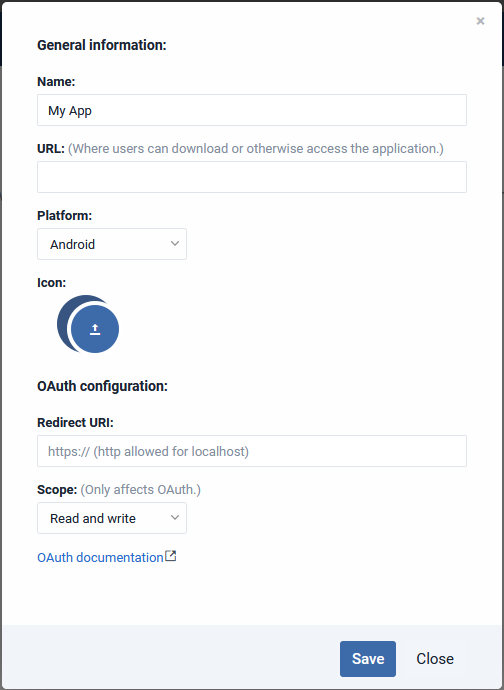 ×
General information:
Name:
My App
URL: (Where users can download or otherwise access the application.)
Platform:
Android
Icon:
OAuth configuration:
Redirect URI:
https:// (http allowed for localhost)
Scope: (Only affects OAuth.)
Read and write
OAuth documentation
Save Close